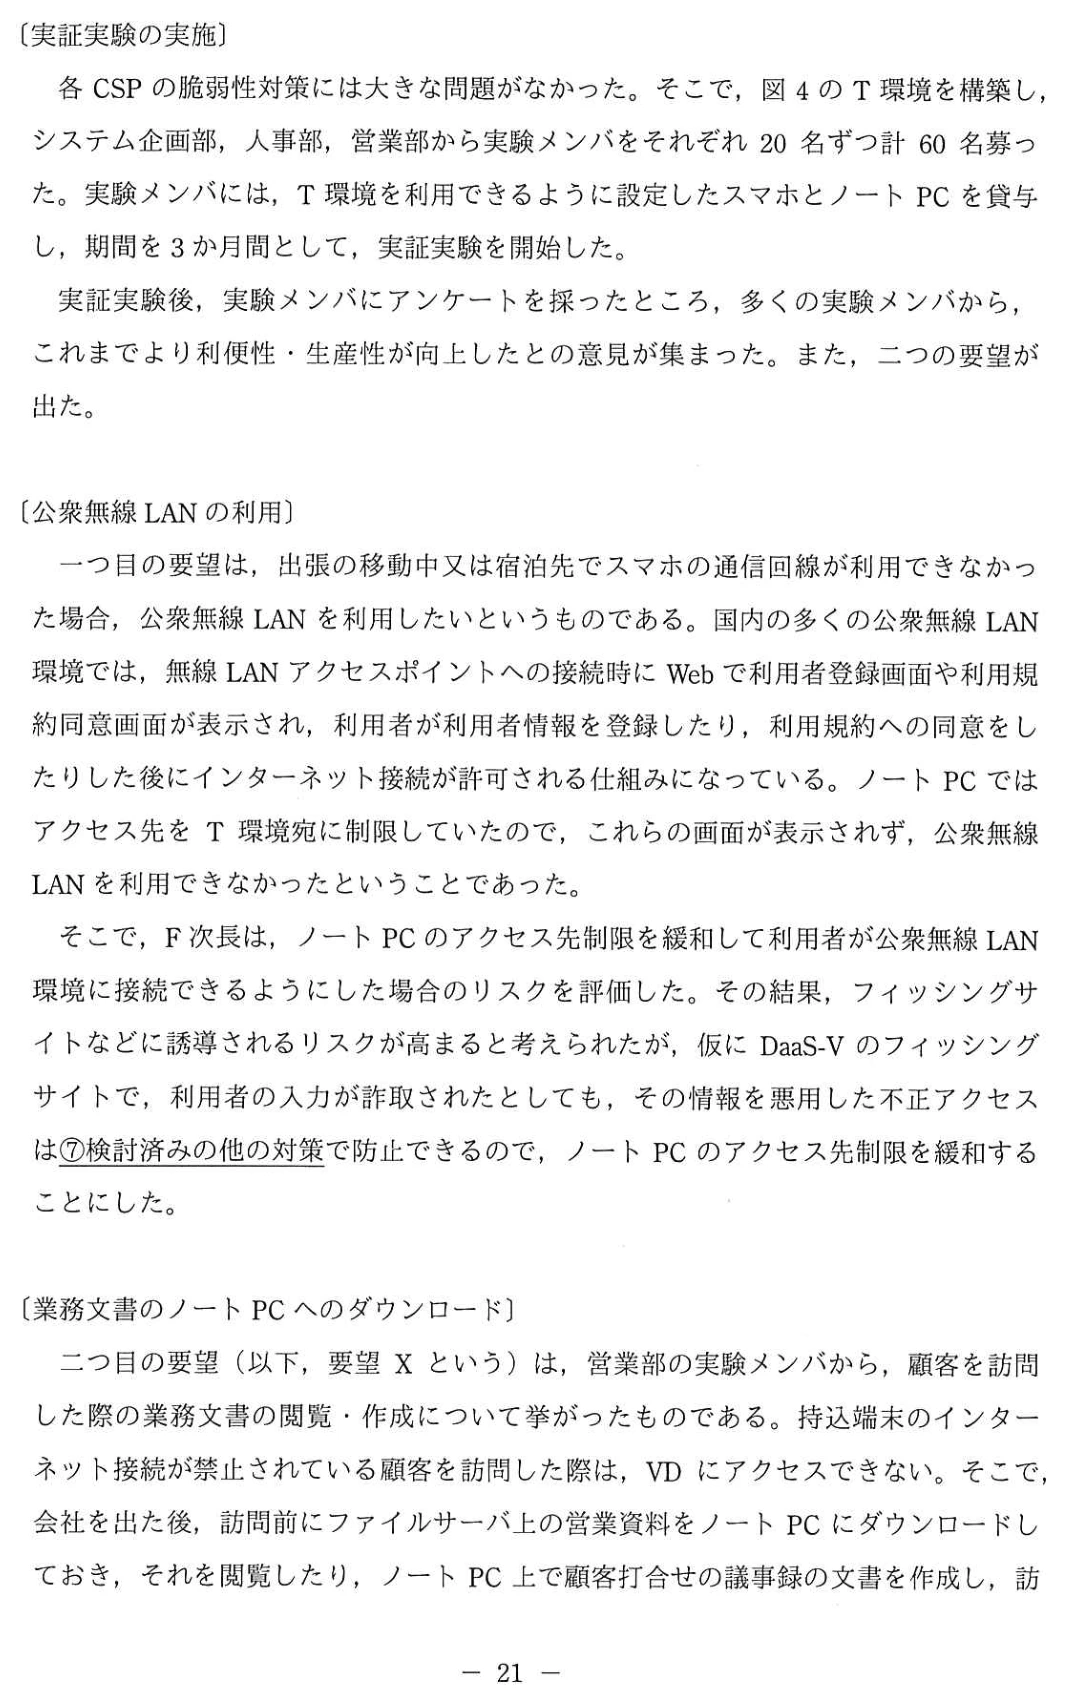 〔実証実験の実施〕
各 CSP の脆弱性対策には大きな問題がなかった。そこで，図 4 の T 環境を構築し，
システム企画部，人事部，営業部から実験メンバをそれぞれ 20 名ずつ計 60 名募っ
た。実験メンバには，T 環境を利用できるように設定したスマホとノート PC を貸与
し，期間を 3 か月間として，実証実験を開始した。
実証実験後，実験メンバにアンケートを採ったところ，多くの実験メンバから，
これまでより利便性・生産性が向上したとの意見が集まった。また，二つの要望が
出た。
〔公衆無線 LAN の利用〕
一つ目の要望は，出張の移動中又は宿泊先でスマホの通信回線が利用できなかっ
た場合，公衆無線 LAN を利用したいというものである。国内の多くの公衆無線 LAN
環境では，無線 LAN アクセスポイントへの接続時に Web で利用者登録画面や利用規
約同意画面が表示され，利用者が利用者情報を登録したり，利用規約への同意をし
たりした後にインターネット接続が許可される仕組みになっている。ノート PC では
アクセス先を T 環境宛に制限していたので，これらの画面が表示されず，公衆無線
LAN を利用できなかったということであった。
そこで，F 次長は，ノート PC のアクセス先制限を緩和して利用者が公衆無線 LAN
環境に接続できるようにした場合のリスクを評価した。その結果，フィッシングサ
イトなどに誘導されるリスクが高まると考えられたが，仮に DaaS-V のフィッシング
サイトで，利用者の入力が詐取されたとしても，その情報を悪用した不正アクセス
は⑦検討済みの他の対策で防止できるので，ノート PC のアクセス先制限を緩和する
ことにした。
〔業務文書のノート PC へのダウンロード〕
二つ目の要望（以下，要望 X という）は，営業部の実験メンバから，顧客を訪問
した際の業務文書の閲覧・作成について挙がったものである。持込端末のインター
ネット接続が禁止されている顧客を訪問した際は，VD にアクセスできない。そこで，
会社を出た後，訪問前にファイルサーバ上の営業資料をノート PC にダウンロードし
ておき，それを閲覧したり，ノート PC 上で顧客打合せの議事録の文書を作成し，訪
－ 21 －